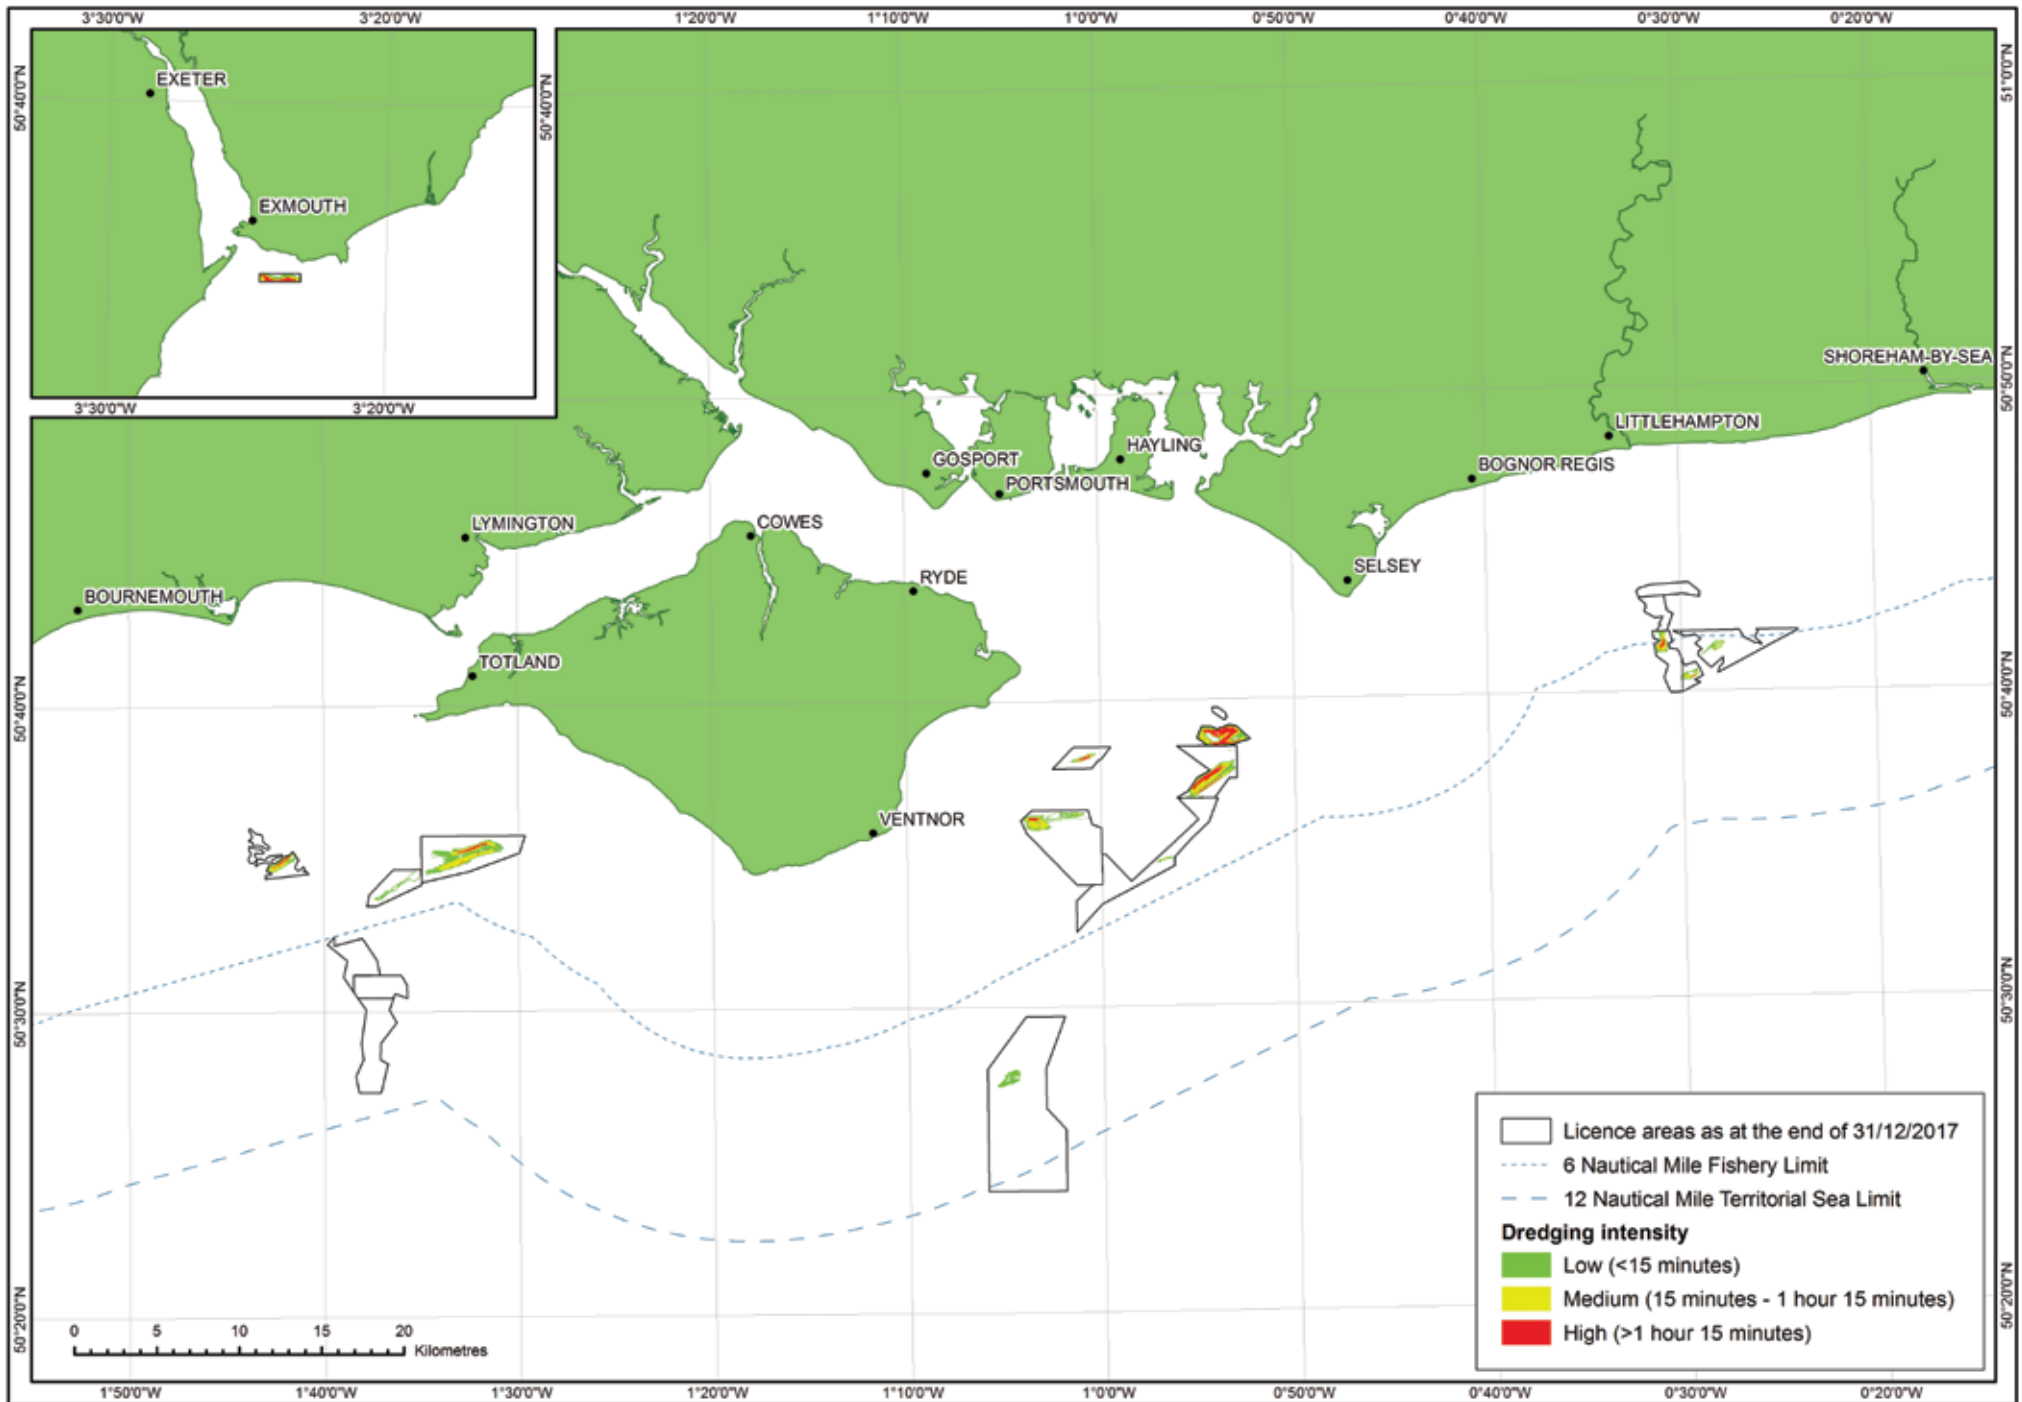 3°30'0"W
3°20'0"W
1°20'0"W
1°10'0"W
1°0'0"W
0°50'0"W
0°40'0"W
0°30'0"W
0°20'0"W
50°40'0"N
50°40'0"N
51°0'0"N
EXETER
EXMOUTH
3°30'0"W
3°20'0"W
50°50'0"N
SHOREHAM-BY-SEA
LITTLEHAMPTON
HAYLING
GOSPORT
BOGNOR REGIS
PORTSMOUTH
LYMINGTON
COWES
SELSEY
RYDE
BOURNEMOUTH
TOTLAND
50°40'0"N
50°40'0"N
VENTNOR
50°30'0"N
50°30'0"N
Licence areas as at the end of 31/12/2017
6 Nautical Mile Fishery Limit
12 Nautical Mile Territorial Sea Limit
Dredging intensity
Low (<15 minutes)
Medium (15 minutes - 1 hour 15 minutes)
High (>1 hour 15 minutes)
50°20'0"N
50°20'0"N
0 5 10 15 20
Kilometres
1°50'0"W
1°40'0"W
1°30'0"W
1°20'0"W
1°10'0"W
1°0'0"W
0°50'0"W
0°40'0"W
0°30'0"W
0°20'0"W